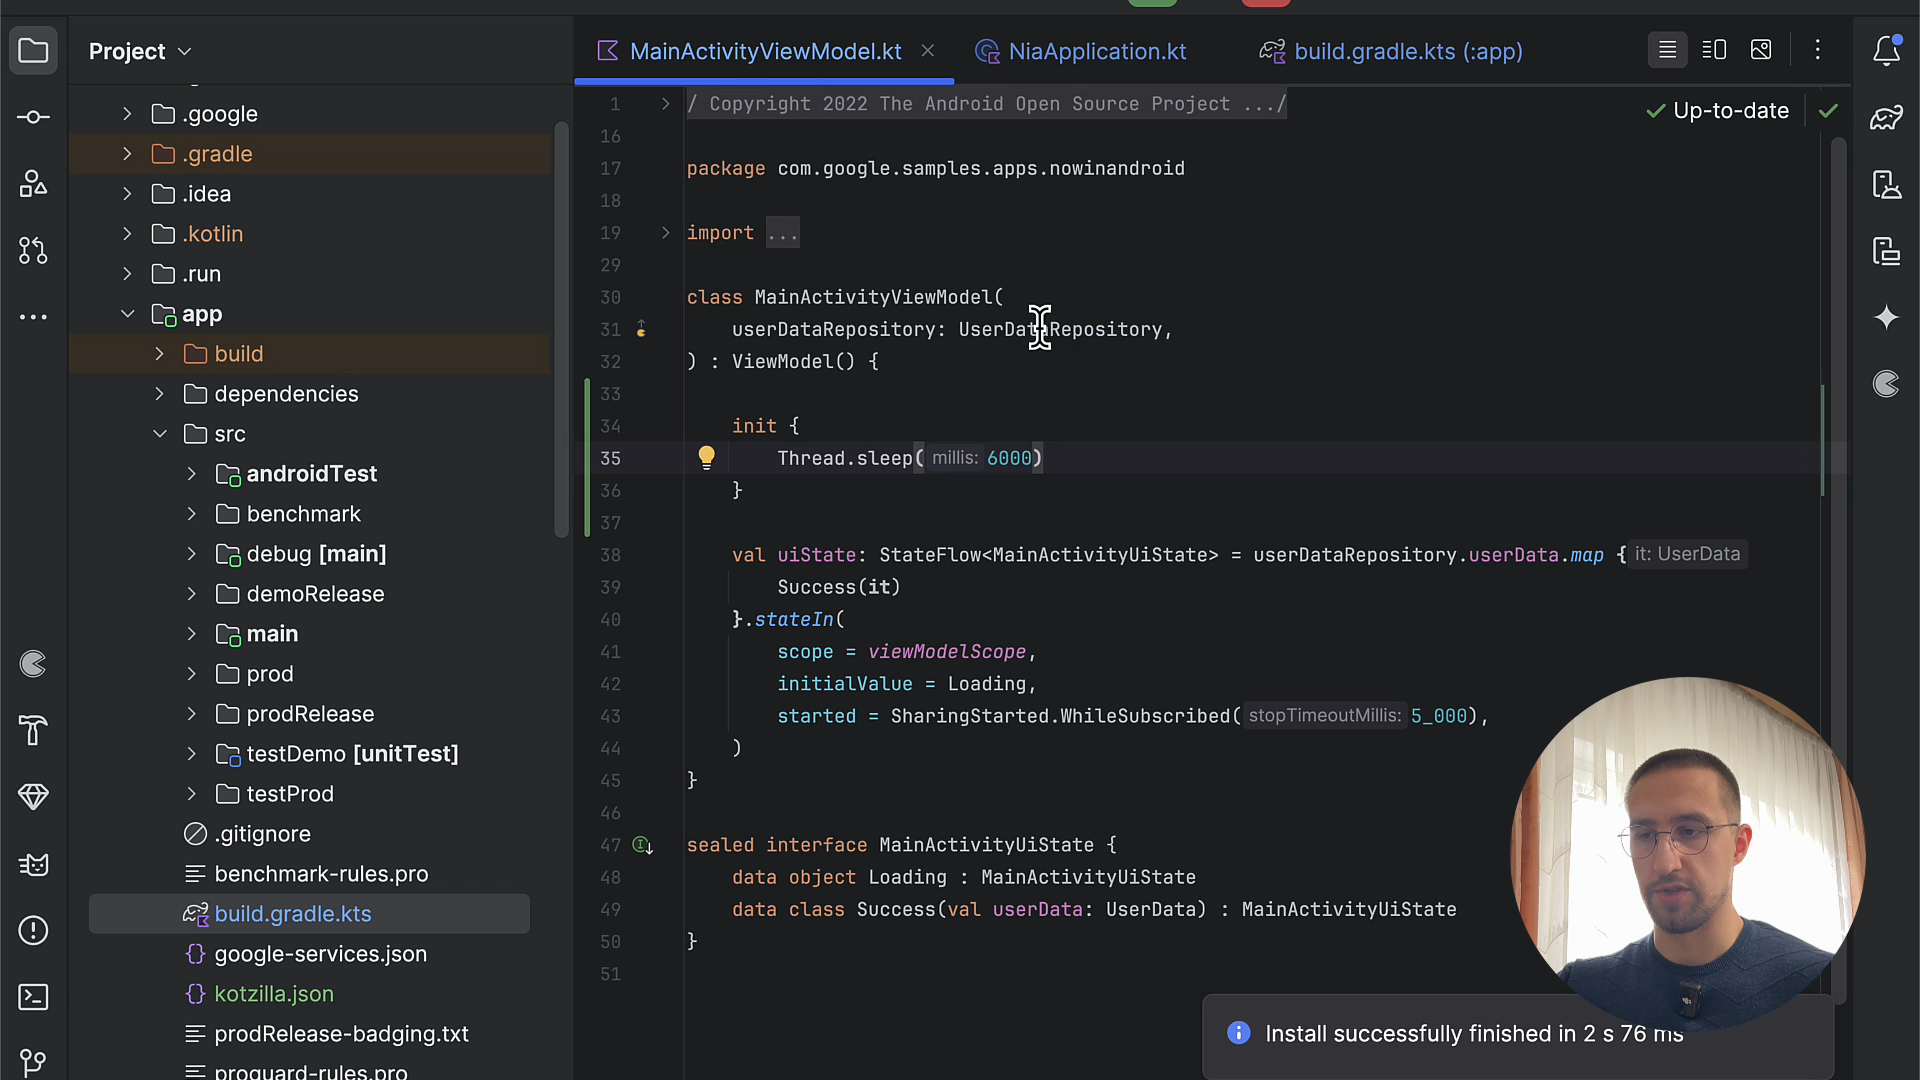 Project
MainActivityViewModel.kt
NiaApplication.kt
build.gradle.kts (:app)
.google
.gradle
.idea
.kotlin
.run
app
build
dependencies
src
androidTest
benchmark
debug [main]
demoRelease
main
prod
prodRelease
testDemo [unitTest]
testProd
.gitignore
benchmark-rules.pro
build.gradle.kts
google-services.json
kotzilla.json
prodRelease-badging.txt
proguard-rules.pro
Up-to-date
1 / Copyright 2022 The Android Open Source Project .../
16
17 package com.google.samples.apps.nowinandroid
18
19 import ...
29
30 class MainActivityViewModel(
31 userDataRepository: UserDataRepository,
32 ) : ViewModel() {
33
34 init {
35 Thread.sleep( millis: 6000)
36 }
37
38 val uiState: StateFlow<MainActivityUiState> = userDataRepository.userData.map { it: UserData
39 Success(it)
40 }.stateIn(
41 scope = viewModelScope,
42 initialValue = Loading,
43 started = SharingStarted.WhileSubscribed( stopTimeoutMillis: 5_000),
44 )
45 }
46
47 sealed interface MainActivityUiState {
48 data object Loading : MainActivityUiState
49 data class Success(val userData: UserData) : MainActivityUiState
50 }
51
Install successfully finished in 2 s 76 ms